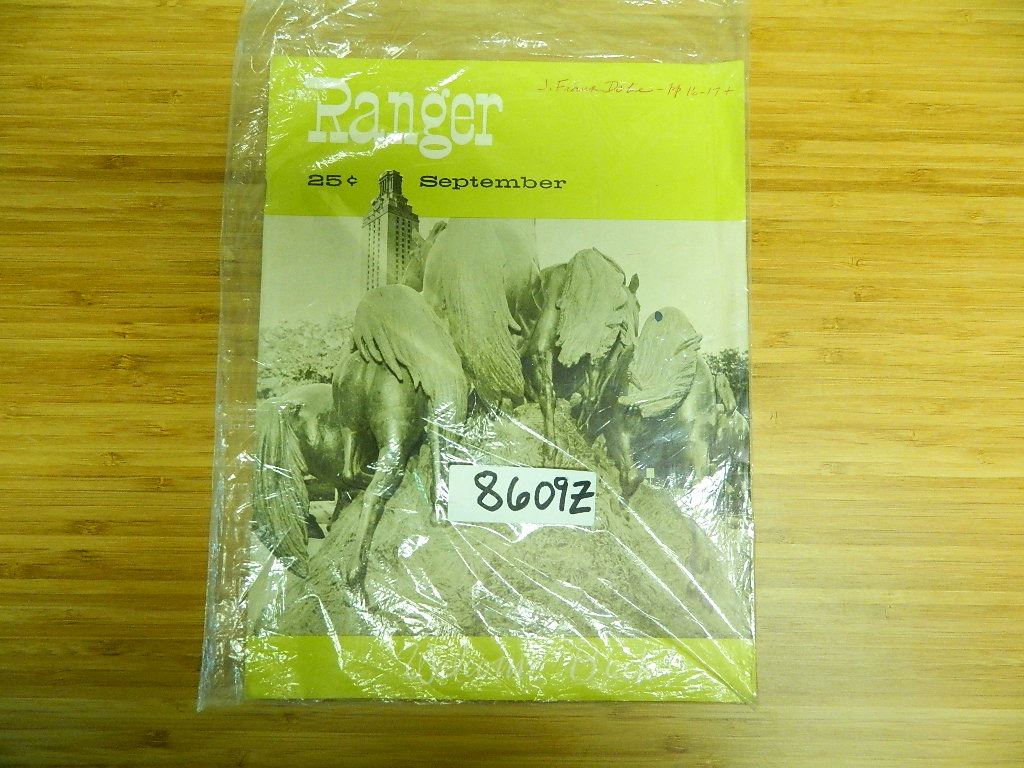 Ranger
J. Frank Dobie - pp 16-17+
25¢ September
8609Z